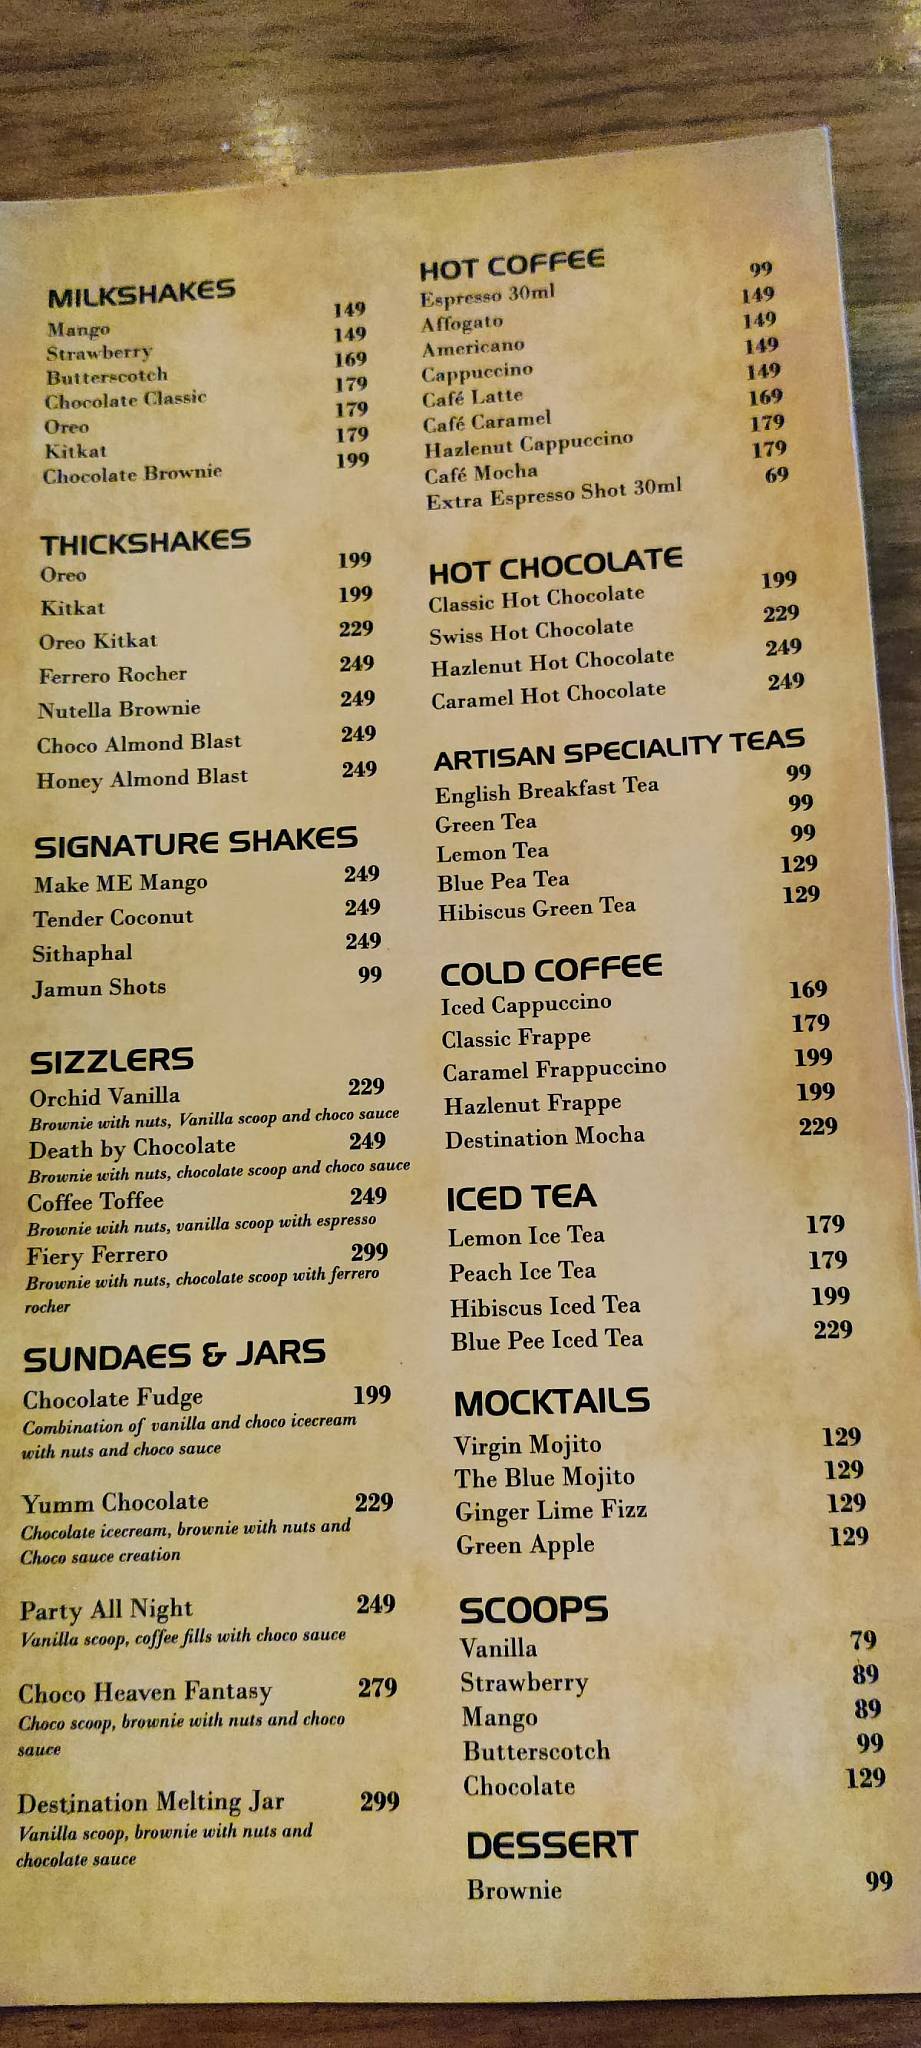 MILKSHAKES
Mango 149
Strawberry 149
Butterscotch 169
Chocolate Classic 179
Oreo 179
Kitkat 179
Chocolate Brownie 199
THICKSHAKES
Oreo 199
Kitkat 199
Oreo Kitkat 229
Ferrero Rocher 249
Nutella Brownie 249
Choco Almond Blast 249
Honey Almond Blast 249
SIGNATURE SHAKES
Make ME Mango 249
Tender Coconut 249
Sithaphal 249
Jamun Shots 99
SIZZLERS
Orchid Vanilla 229
Brownie with nuts, Vanilla scoop and choco sauce
Death by Chocolate 249
Brownie with nuts, chocolate scoop and choco sauce
Coffee Toffee 249
Brownie with nuts, vanilla scoop with espresso
Fiery Ferrero 299
Brownie with nuts, chocolate scoop with ferrero
rocher
SUNDAES & JARS
Chocolate Fudge 199
Combination of vanilla and choco icecream
with nuts and choco sauce
Yumm Chocolate 229
Chocolate icecream, brownie with nuts and
Choco sauce creation
Party All Night 249
Vanilla scoop, coffee fills with choco sauce
Choco Heaven Fantasy 279
Choco scoop, brownie with nuts and choco
sauce
Destination Melting Jar 299
Vanilla scoop, brownie with nuts and
chocolate sauce
HOT COFFEE
Espresso 30ml 99
Affogato 149
Americano 149
Cappuccino 149
Café Latte 149
Café Caramel 169
Hazlenut Cappuccino 179
Café Mocha 179
Extra Espresso Shot 30ml 69
HOT CHOCOLATE
Classic Hot Chocolate 199
Swiss Hot Chocolate 229
Hazlenut Hot Chocolate 249
Caramel Hot Chocolate 249
ARTISAN SPECIALITY TEAS
English Breakfast Tea 99
Green Tea 99
Lemon Tea 99
Blue Pea Tea 129
Hibiscus Green Tea 129
COLD COFFEE
Iced Cappuccino 169
Classic Frappe 179
Caramel Frappuccino 199
Hazlenut Frappe 199
Destination Mocha 229
ICED TEA
Lemon Ice Tea 179
Peach Ice Tea 179
Hibiscus Iced Tea 199
Blue Pee Iced Tea 229
MOCKTAILS
Virgin Mojito 129
The Blue Mojito 129
Ginger Lime Fizz 129
Green Apple 129
SCOOPS
Vanilla 79
Strawberry 89
Mango 89
Butterscotch 99
Chocolate 129
DESSERT
Brownie 99